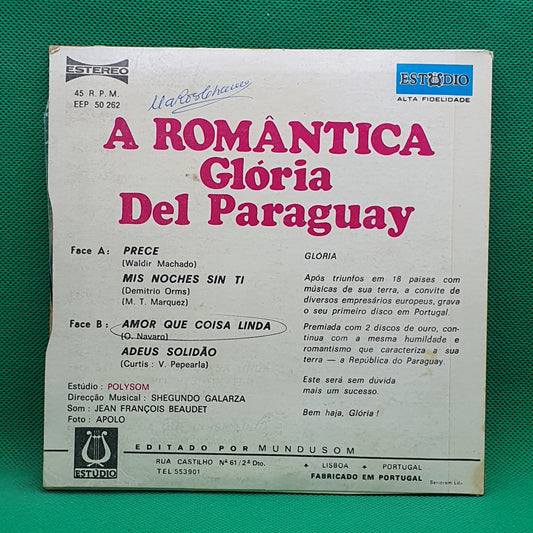 ESTEREO
45 R.P.M.
EEP 50 262
ESTÚDIO
ALTA FIDELIDADE
A ROMÂNTICA
Glória
Del Paraguay
Face A: PRECE
(Waldir Machado)
MIS NOCHES SIN TI
(Demitrio Orms)
(M. T. Marquez)
Face B: AMOR QUE COISA LINDA
(O. Navaro)
ADEUS SOLIDÃO
(Curtis: V. Pepearla)
Estúdio: POLYSOM
Direcção Musical: SHEGUNDO GALARZA
Som: JEAN FRANÇOIS BEAUDET
Foto: APOLO
GLÓRIA
Após triunfos em 18 países com
músicas de sua terra, a convite de
diversos empresários europeus, grava
o seu primeiro disco em Portugal.
Premiada com 2 discos de ouro, con-
tinua com a mesma humildade e
romantismo que caracteriza a sua
terra — a República do Paraguay.
Este será sem dúvida
mais um sucesso.
Bem haja, Glória!
ESTÚDIO
EDITADO POR MUNDUSOM
RUA CASTILHO Nº 61/2º Dto. + LISBOA + PORTUGAL
TEL 553901
FABRICADO EM PORTUGAL